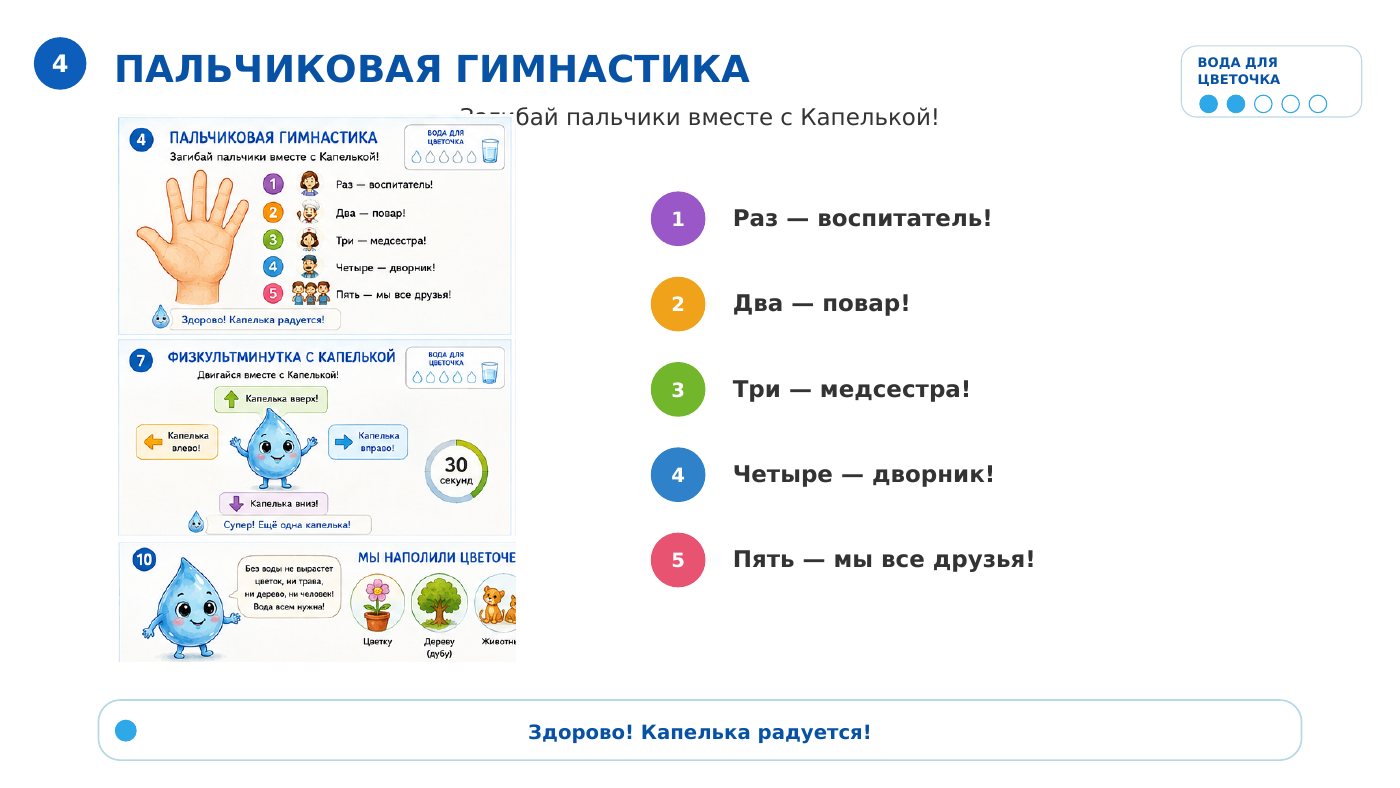 4
ПАЛЬЧИКОВАЯ ГИМНАСТИКА
ВОДА ДЛЯ
ЦВЕТОЧКА
Загибай пальчики вместе с Капелькой!
4
ПАЛЬЧИКОВАЯ ГИМНАСТИКА
Загибай пальчики вместе с Капелькой!
ВОДА ДЛЯ
ЦВЕТОЧКА
1 Раз — воспитатель!
2 Два — повар!
3 Три — медсестра!
4 Четыре — дворник!
5 Пять — мы все друзья!
Здорово! Капелька радуется!
7
ФИЗКУЛЬТМИНУТКА С КАПЕЛЬКОЙ
Двигайся вместе с Капелькой!
ВОДА ДЛЯ
ЦВЕТОЧКА
Капелька вверх!
Капелька
влево!
Капелька
вправо!
30
секунд
Капелька вниз!
Супер! Ещё одна капелька!
10
МЫ НАПОЛИЛИ ЦВЕТОЧЕ
Без воды не вырастет
цветок, ни трава,
ни дерево, ни человек!
Вода всем нужна!
Цветку
Дереву
(дубу)
Животн
1 Раз — воспитатель!
2 Два — повар!
3 Три — медсестра!
4 Четыре — дворник!
5 Пять — мы все друзья!
Здорово! Капелька радуется!